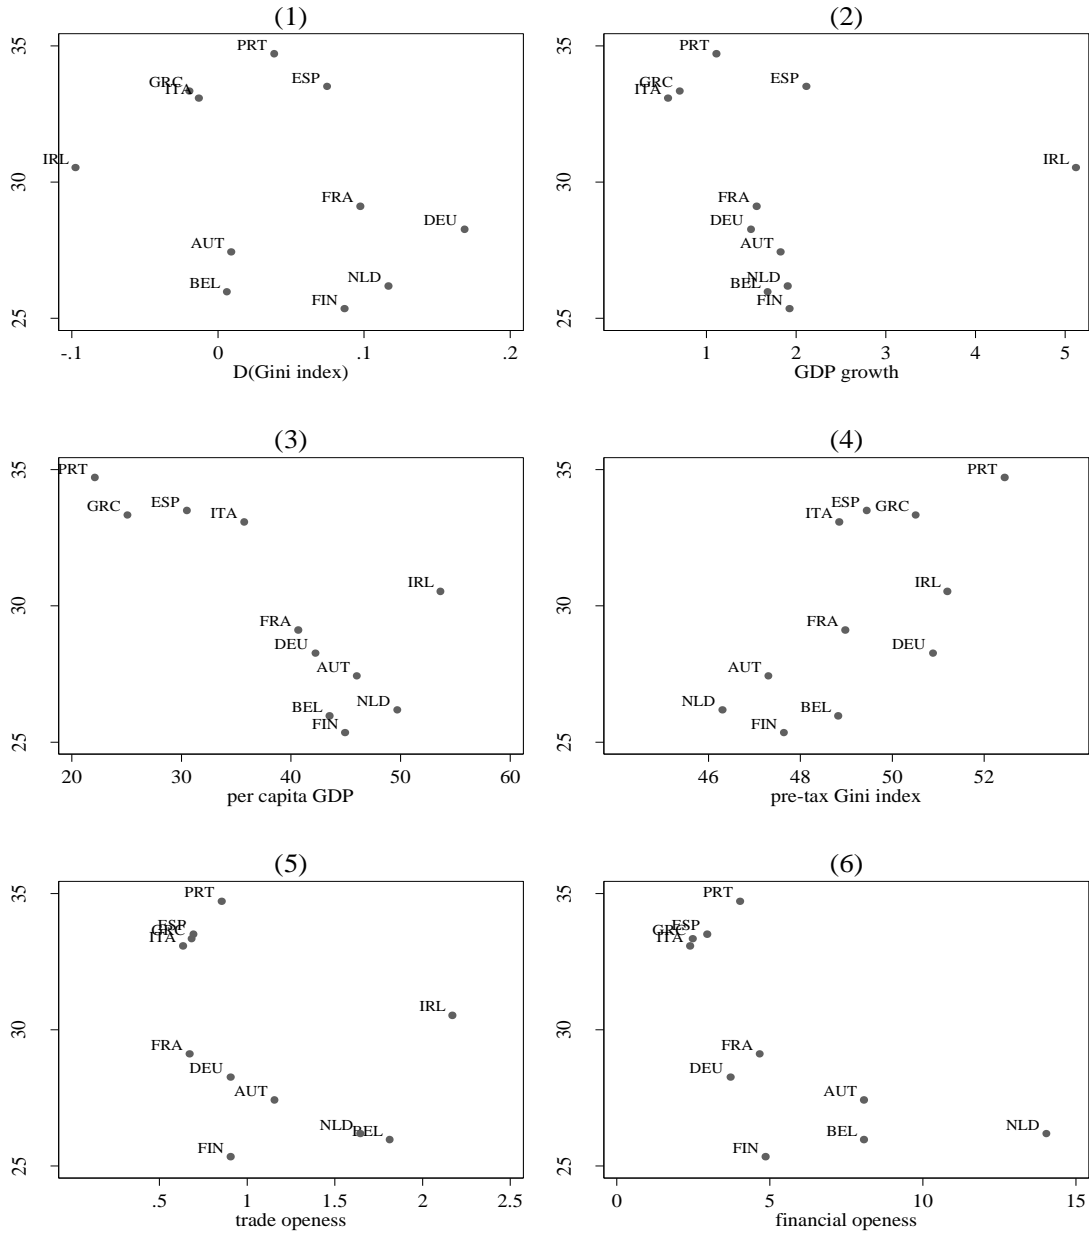 (1)
35
30
25
PRT
ESP
GRC
ITA
IRL
FRA
DEU
AUT
BEL
NLD
FIN
-.1 0 .1 .2
D(Gini index)
(2)
35
30
25
PRT
ESP
GRC
ITA
IRL
FRA
DEU
AUT
NLD
BEL
FIN
1 2 3 4 5
GDP growth
(3)
35
30
25
PRT
ESP
GRC
ITA
IRL
FRA
DEU
AUT
BEL
NLD
FIN
20 30 40 50 60
per capita GDP
(4)
35
30
25
PRT
ESP
GRC
ITA
IRL
FRA
DEU
AUT
NLD
BEL
FIN
46 48 50 52
pre-tax Gini index
(5)
35
30
25
PRT
ESP
GRC
ITA
IRL
FRA
DEU
AUT
NLD
BEL
FIN
.5 1 1.5 2 2.5
trade openess
(6)
35
30
25
PRT
ESP
GRC
ITA
FRA
DEU
AUT
BEL
NLD
FIN
0 5 10 15
financial openess